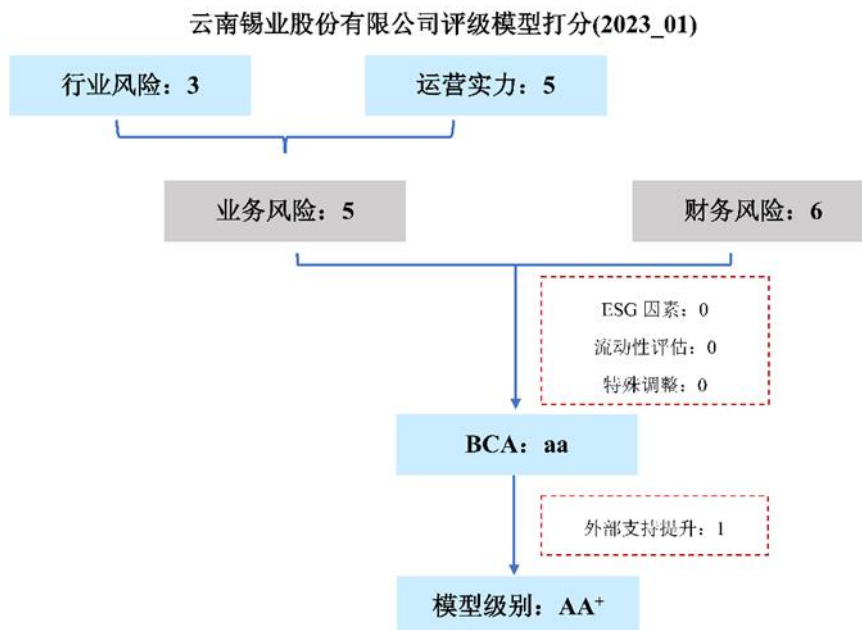 云南锡业股份有限公司评级模型打分(2023_01)
行业风险：3
运营实力：5
业务风险：5
财务风险：6
ESG 因素：0
流动性评估：0
特殊调整：0
BCA：aa
外部支持提升：1
模型级别：AA⁺